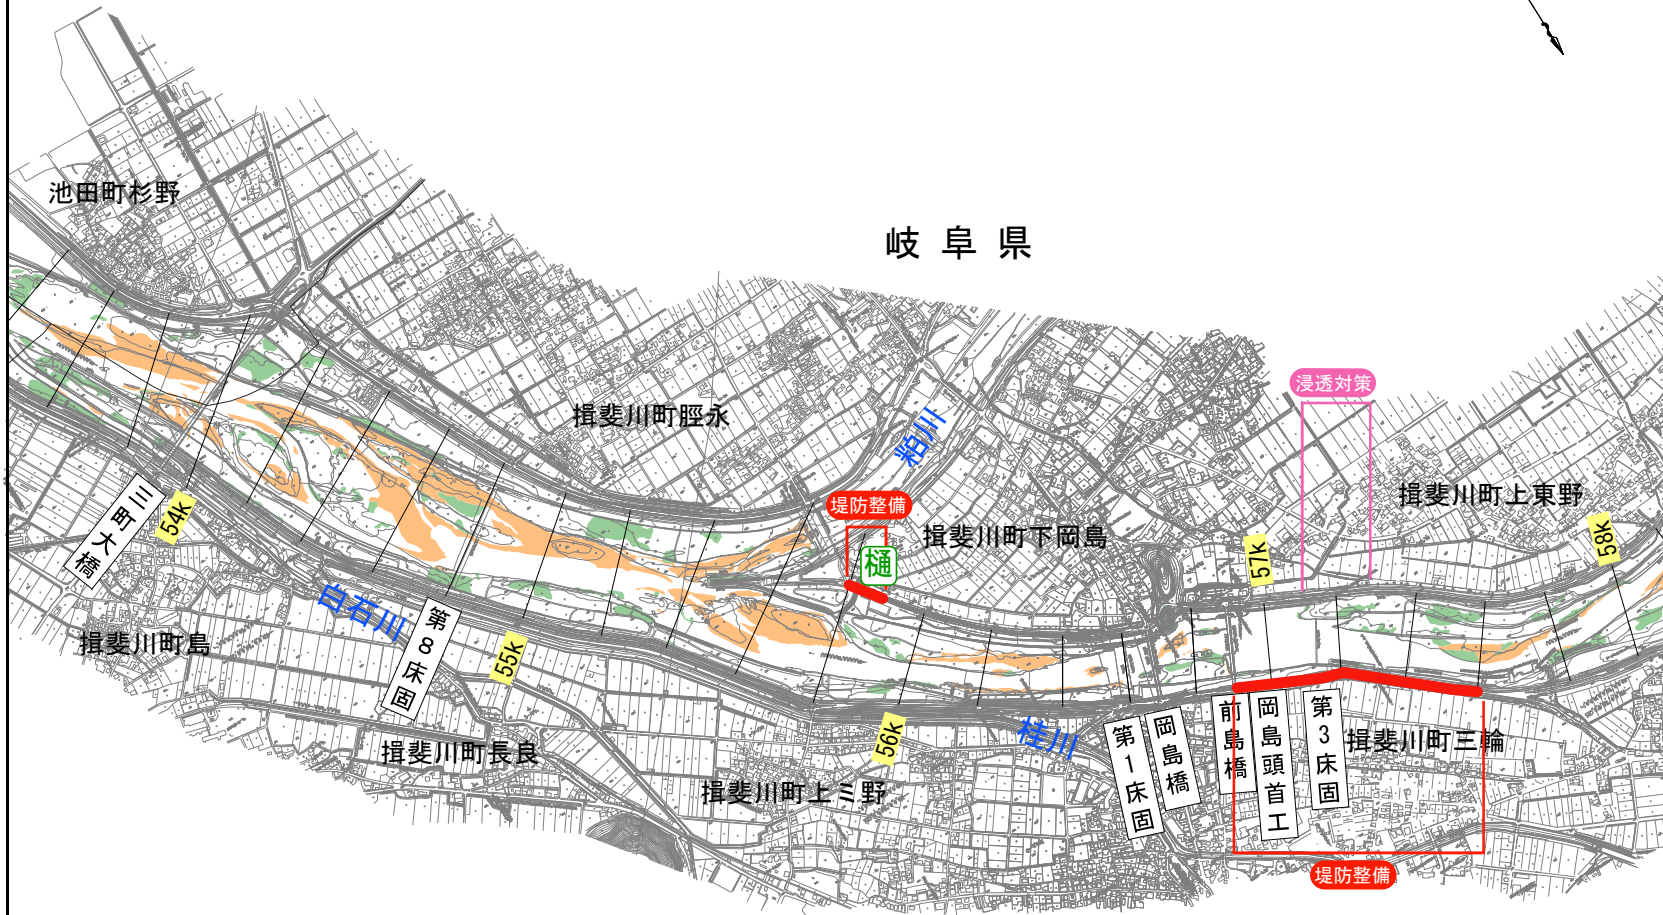 池田町杉野
岐阜県
揖斐川町脛永
粕川
浸透対策
堤防整備
樋
揖斐川町下岡島
揖斐川町上東野
三町大橋
54k
57k
58k
白石川
揖斐川町島
第8床固
55k
揖斐川町長良
揖斐川町上ミ野
56k
桂川
第1床固
岡島橋
前島橋
岡島頭首工
第3床固
揖斐川町三輪
堤防整備